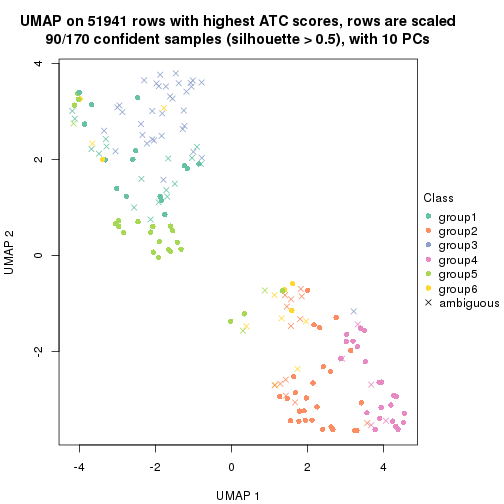 UMAP on 51941 rows with highest ATC scores, rows are scaled
90/170 confident samples (silhouette > 0.5), with 10 PCs
4
2
0
-2
UMAP 2
-4
-2
0
2
4
UMAP 1
Class
group1
group2
group3
group4
group5
group6
ambiguous